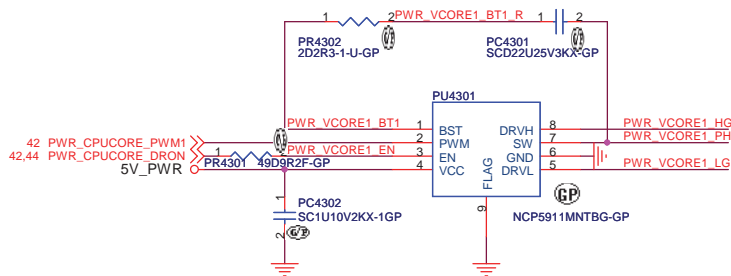 1 2 PWR_VCORE1_BT1_R 1 2
PR4302 PC4301
2D2R3-1-U-GP SCD22U25V3KX-GP
PU4301
PWR_VCORE1_BT1 1 BST DRVH 8 PWR_VCORE1_HG
42 PWR_CPUCORE_PWM1 2 PWM SW 7 PWR_VCORE1_PH
42,44 PWR_CPUCORE_DRON 1 PWR_VCORE1_EN 3 EN GND 6
5V_PWR PR4301 49D9R2F-GP 4 VCC DRVL 5 PWR_VCORE1_LG
FLAG
1 PC4302 GP
SC1U10V2KX-1GP 9 NCP5911MNTBG-GP
2